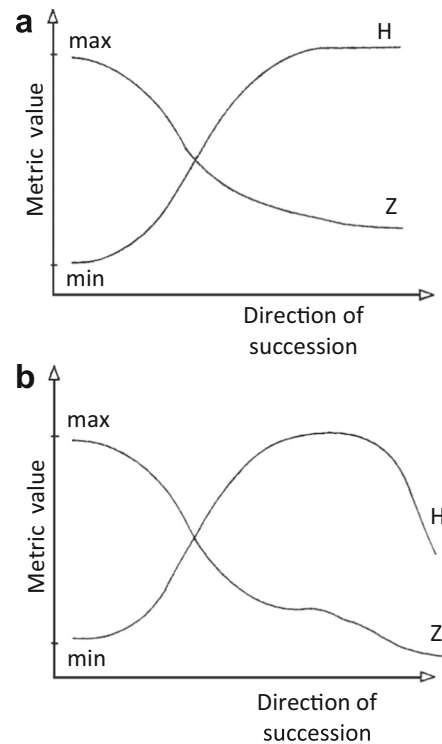 a
max
H
Metric value
Z
min
Direction of
succession
b
max
H
Metric value
Z
min
Direction of
succession